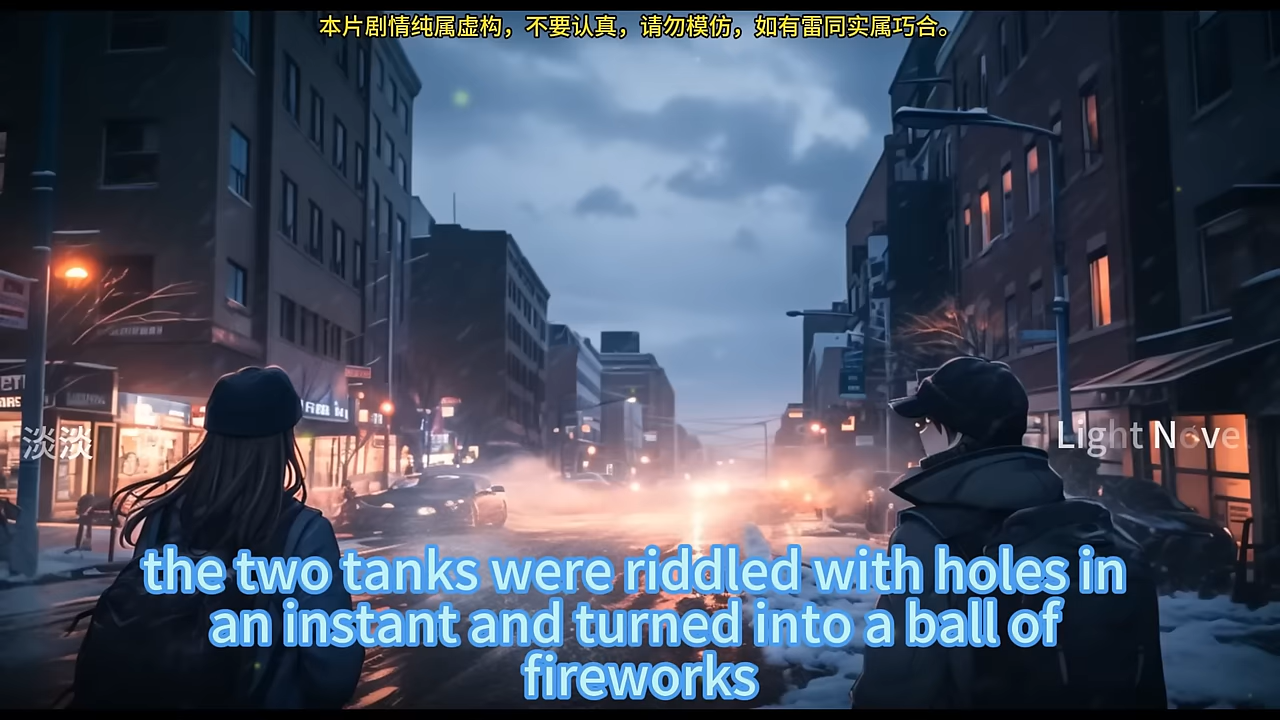 本片剧情纯属虚构，不要认真，请勿模仿，如有雷同实属巧合。
淡淡
Light Novel
the two tanks were riddled with holes in
an instant and turned into a ball of
fireworks